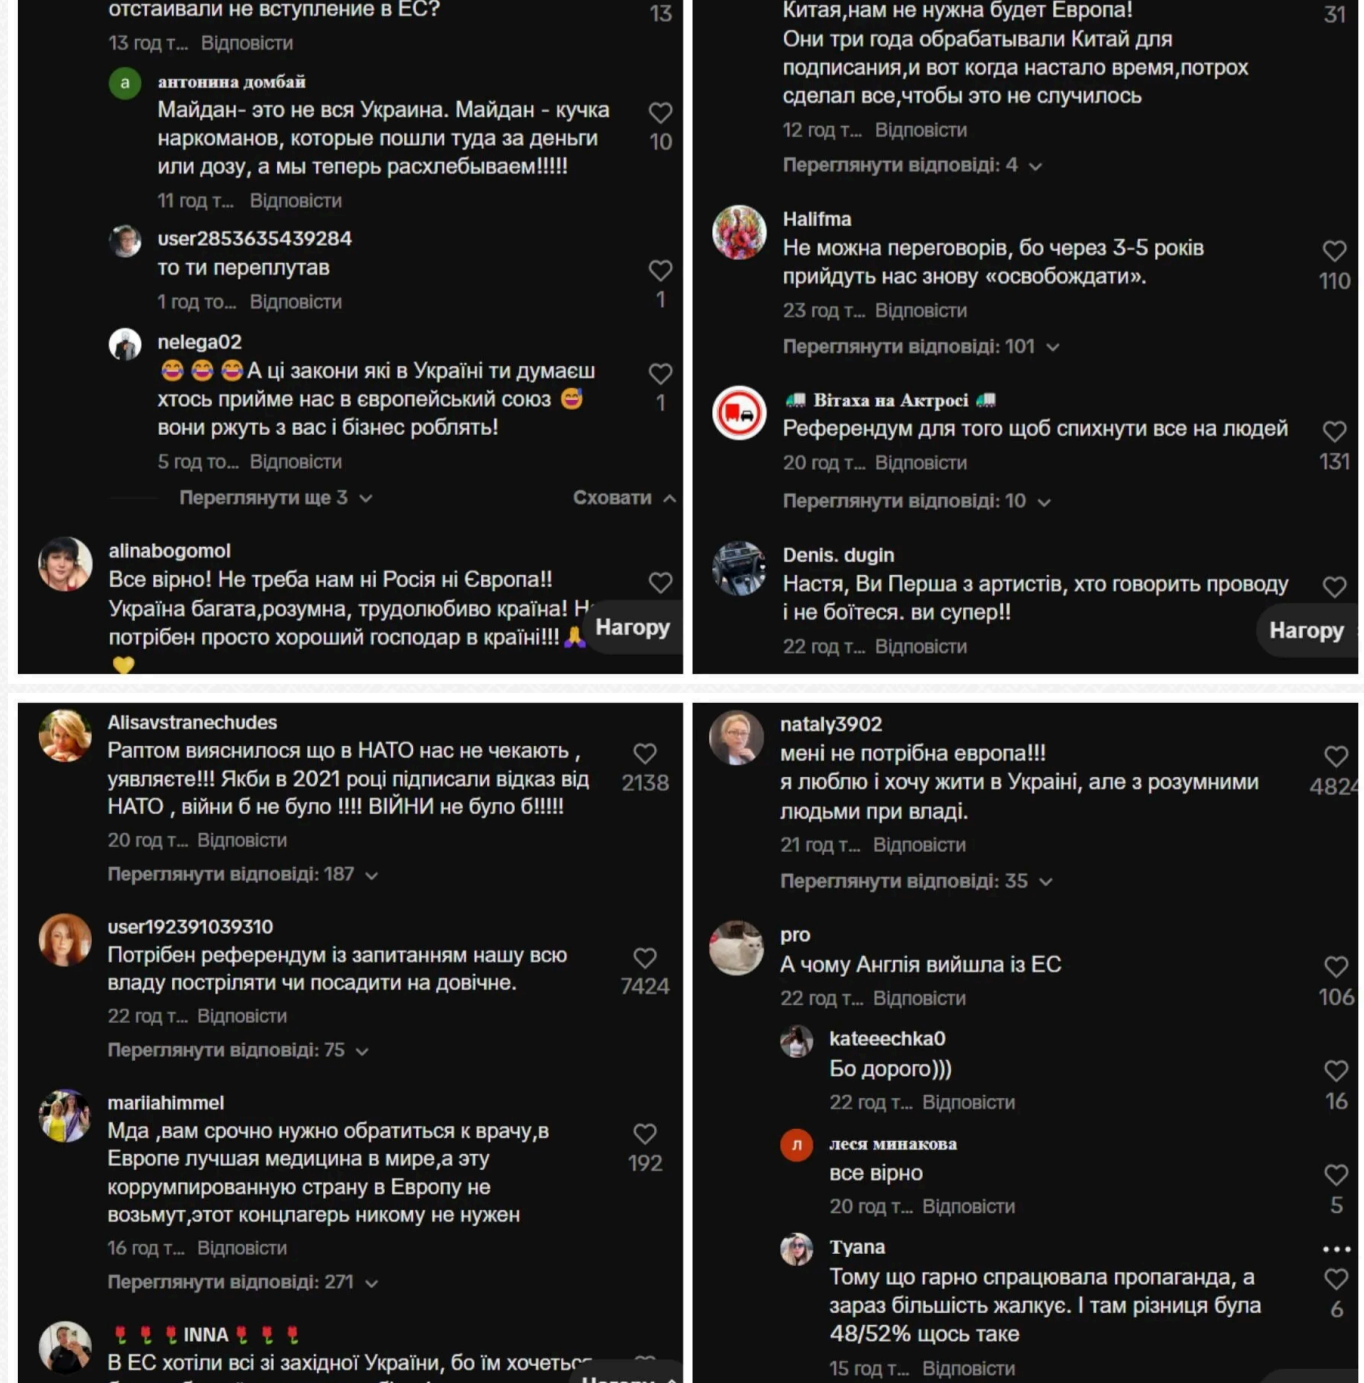 отстаивали не вступление в ЕС?
13
13 год т... Відповісти
а
антонина домбай
Майдан- это не вся Украина. Майдан - кучка
наркоманов, которые пошли туда за деньги
или дозу, а мы теперь расхлебываем!!!!!
10
11 год т... Відповісти
user2853635439284
то ти переплутав
1 год то... Відповісти
1
nelega02
😂 😂 😂А ці закони які в Україні ти думаєш
хтось прийме нас в європейський союз 😅
вони ржуть з вас і бізнес роблять!
1
5 год то... Відповісти
Переглянути ще 3
Сховати
alinabogomol
Все вірно! Не треба нам ні Росія ні Європа!!
Україна багата,розумна, трудолюбиво країна! Н
потрібен просто хороший господар в країні!!!🙏
💛
Нагору
Китая,нам не нужна будет Европа!
Они три года обрабатывали Китай для
подписания,и вот когда настало время,потрох
сделал все,чтобы это не случилось
31
12 год т... Відповісти
Переглянути відповіді: 4
Halifma
Не можна переговорів, бо через 3-5 років
прийдуть нас знову «освобождати».
110
23 год т... Відповісти
Переглянути відповіді: 101
🚛 Вітаха на Актросі 🚛
Референдум для того щоб спихнути все на людей
131
20 год т... Відповісти
Переглянути відповіді: 10
Denis. dugin
Настя, Ви Перша з артистів, хто говорить проводу
і не боїтеся. ви супер!!
22 год т... Відповісти
Нагору
Alisavstranechudes
Раптом вияснилося що в НАТО нас не чекають ,
уявляєте!!! Якби в 2021 році підписали відказ від
НАТО , війни б не було !!!! ВІЙНИ не було б!!!!!
2138
20 год т... Відповісти
Переглянути відповіді: 187
user192391039310
Потрібен референдум із запитанням нашу всю
владу постріляти чи посадити на довічне.
7424
22 год т... Відповісти
Переглянути відповіді: 75
mariiahimmel
Мда ,вам срочно нужно обратиться к врачу,в
Европе лучшая медицина в мире,а эту
коррумпированную страну в Европу не
возьмут,этот концлагерь никому не нужен
192
16 год т... Відповісти
Переглянути відповіді: 271
🌷🌷🌷INNA🌷🌷🌷
В ЕС хотіли всі зі західної України, бо їм хочеться
Нагору
nataly3902
мені не потрібна европа!!!
я люблю і хочу жити в Украіні, але з розумними
людьми при владі.
4824
21 год т... Відповісти
Переглянути відповіді: 35
pro
А чому Англія вийшла із ЕС
106
22 год т... Відповісти
kateeechka0
Бо дорого)))
16
22 год т... Відповісти
л
леся минакова
все вірно
5
20 год т... Відповісти
Tyana
Тому що гарно спрацювала пропаганда, а
зараз більшість жалкує. І там різниця була
48/52% щось таке
6
15 год т... Відповісти